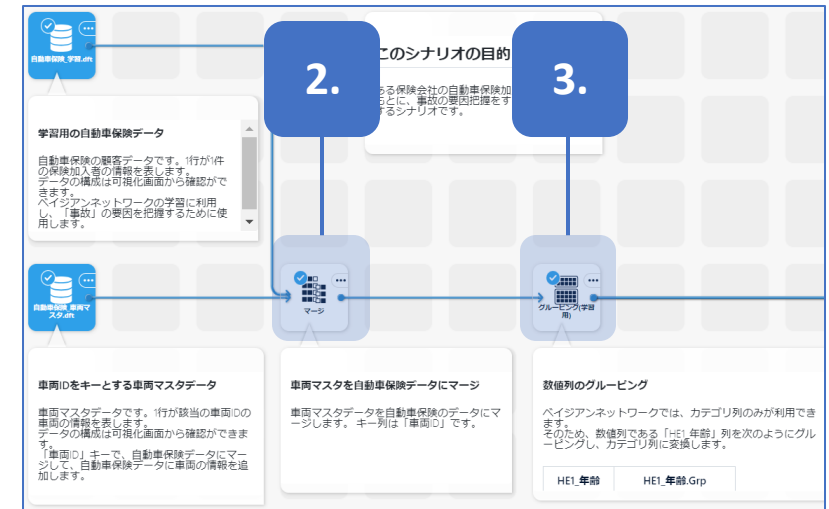 自動車保険_学習.dft
このシナリオの目的
ある保険会社の自動車保険加
もとに、事故の要因把握をす
するシナリオです。
2.
3.
学習用の自動車保険データ
自動車保険の顧客データです。1行が1件
の保険加入者の情報を表します。
データの構成は可視化画面から確認がで
きます。
ベイジアンネットワークの学習に利用
し、「事故」の要因を把握するために使
用します。
自動車保険_車両マ
スタ.dft
マージ
グルーピング(学習
用)
車両IDをキーとする車両マスタデータ
車両マスタデータです。1行が該当の車両IDの
車両の情報を表します。
データの構成は可視化画面から確認ができま
す。
「車両ID」キーで、自動車保険データにマー
ジして、自動車保険データに車両の情報を追
加します。
車両マスタを自動車保険データにマージ
車両マスタデータを自動車保険のデータにマ
ージします。 キー列は「車両ID」です。
数値列のグルーピング
ベイジアンネットワークでは、カテゴリ列のみが利用でき
ます。
そのため、数値列である「HE1_年齢」列を次のようにグル
ーピングし、カテゴリ列に変換します。
HE1_年齢 HE1_年齢.Grp